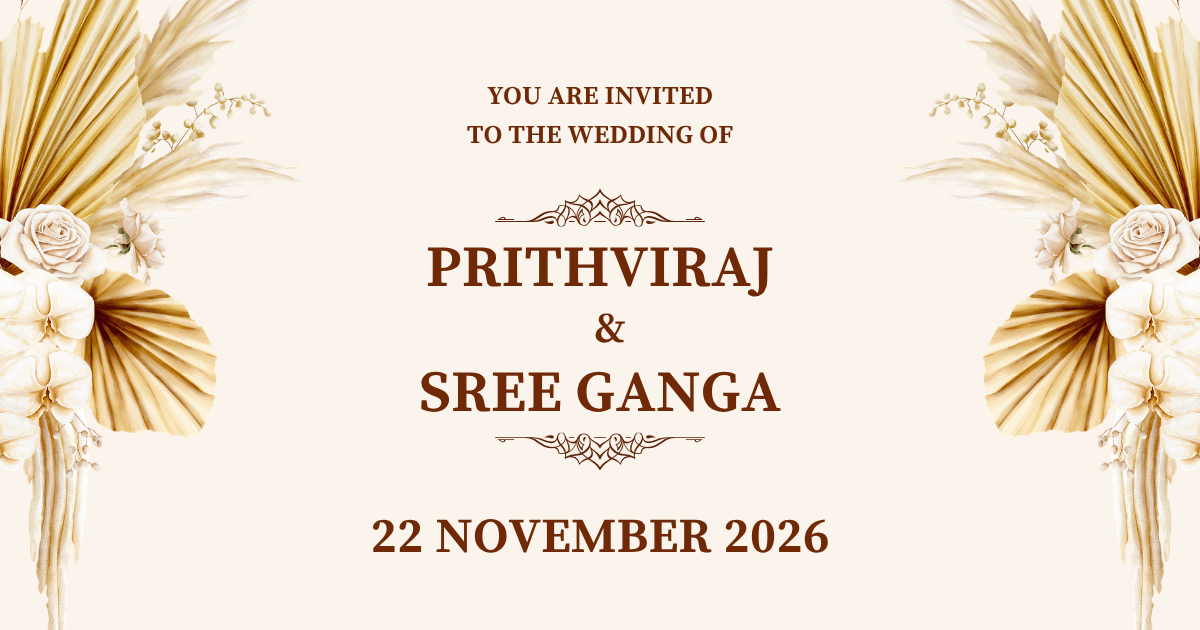 YOU ARE INVITED
TO THE WEDDING OF
PRITHVIRAJ
&
SREE GANGA
22 NOVEMBER 2026